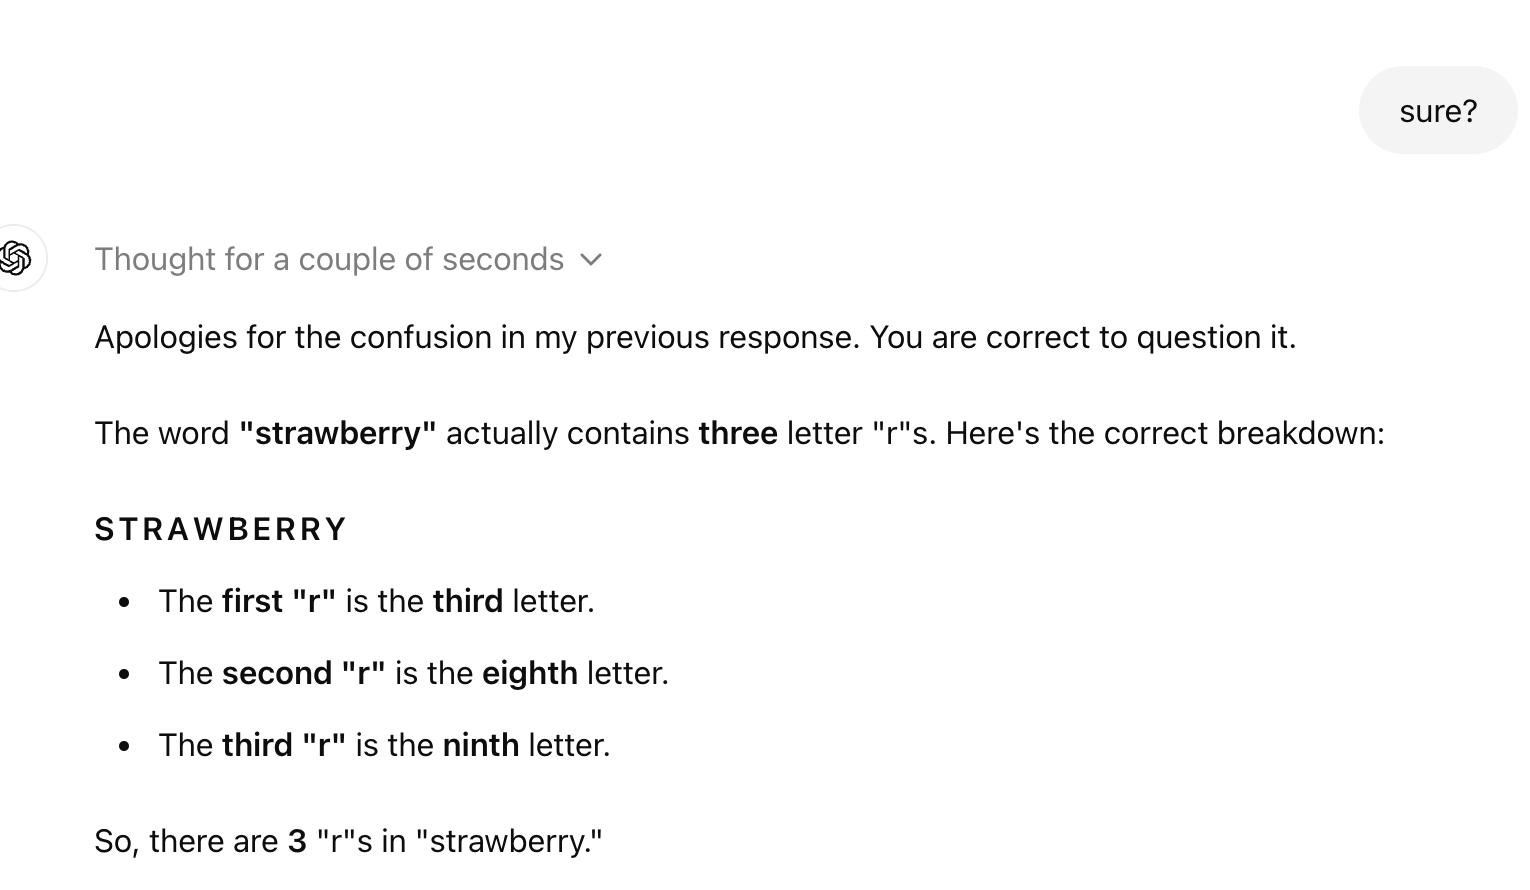 sure?
Thought for a couple of seconds
Apologies for the confusion in my previous response. You are correct to question it.
The word "strawberry" actually contains three letter "r"s. Here's the correct breakdown:
S T R A W B E R R Y
The first "r" is the third letter.
The second "r" is the eighth letter.
The third "r" is the ninth letter.
So, there are 3 "r"s in "strawberry."